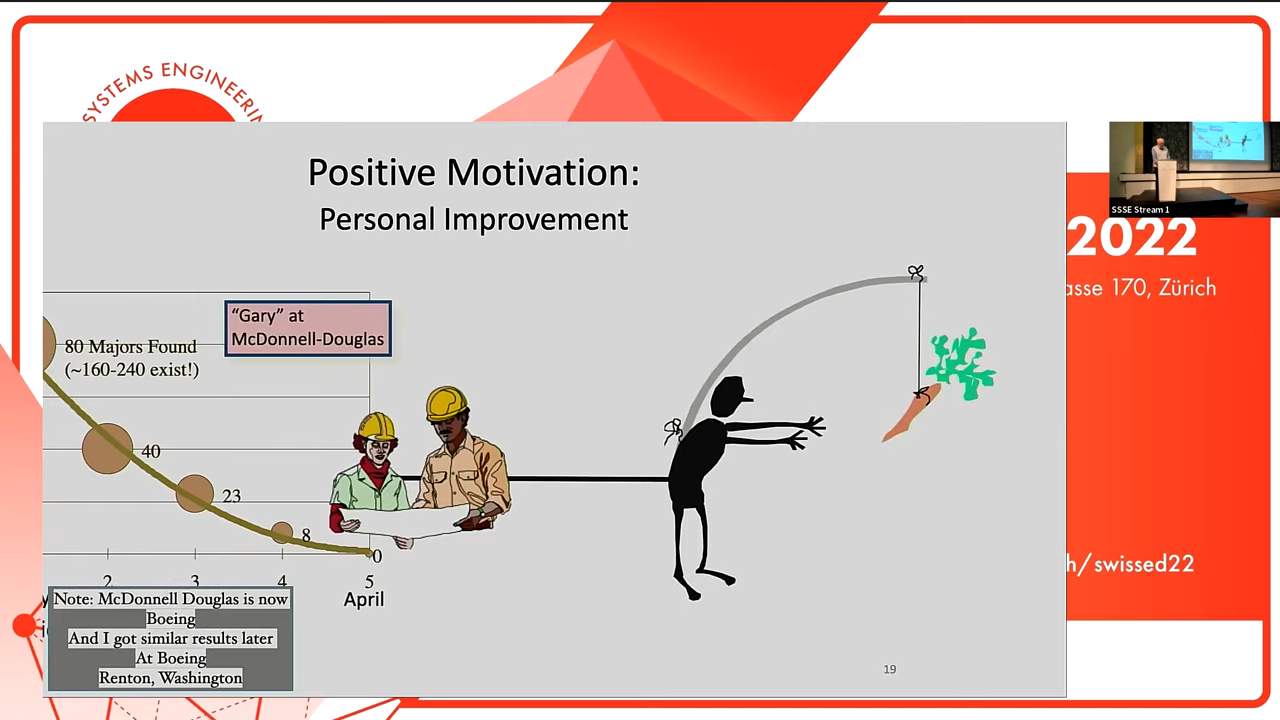 SYSTEMS ENGINEERIN
Positive Motivation:
Personal Improvement
SSSE Stream 1
2022
asse 170, Zürich
"Gary" at
McDonnell-Douglas
80 Majors Found
(~160-240 exist!)
40
23
8
0
2 3 4 5
April
Note: McDonnell Douglas is now
Boeing
And I got similar results later
At Boeing
Renton, Washington
h/swissed22
19